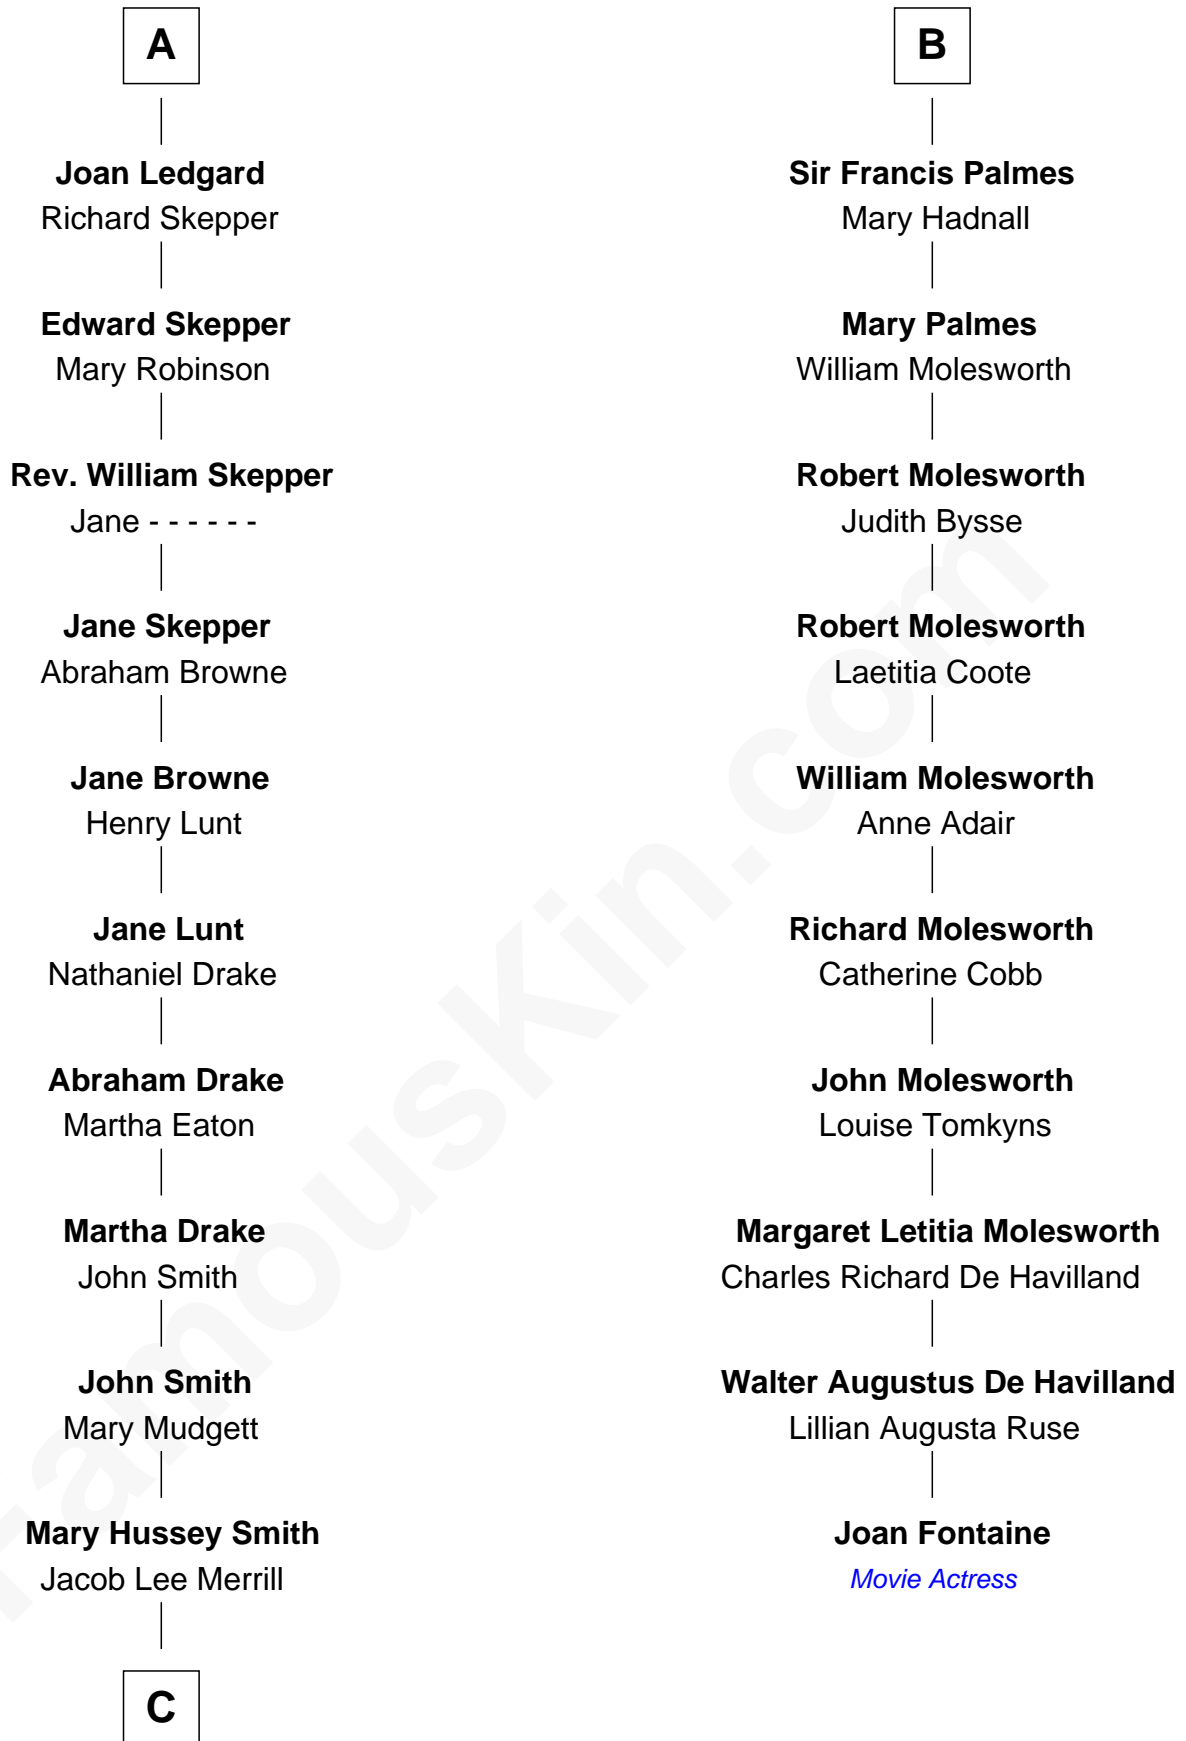 A
Joan Ledgard
Richard Skepper
Edward Skepper
Mary Robinson
Rev. William Skepper
Jane - - - - - -
Jane Skepper
Abraham Browne
Jane Browne
Henry Lunt
Jane Lunt
Nathaniel Drake
Abraham Drake
Martha Eaton
Martha Drake
John Smith
John Smith
Mary Mudgett
Mary Hussey Smith
Jacob Lee Merrill
C
B
Sir Francis Palmes
Mary Hadnall
Mary Palmes
William Molesworth
Robert Molesworth
Judith Bysse
Robert Molesworth
Laetitia Coote
William Molesworth
Anne Adair
Richard Molesworth
Catherine Cobb
John Molesworth
Louise Tomkyns
Margaret Letitia Molesworth
Charles Richard De Havilland
Walter Augustus De Havilland
Lillian Augusta Ruse
Joan Fontaine
Movie Actress
FamousKin.com